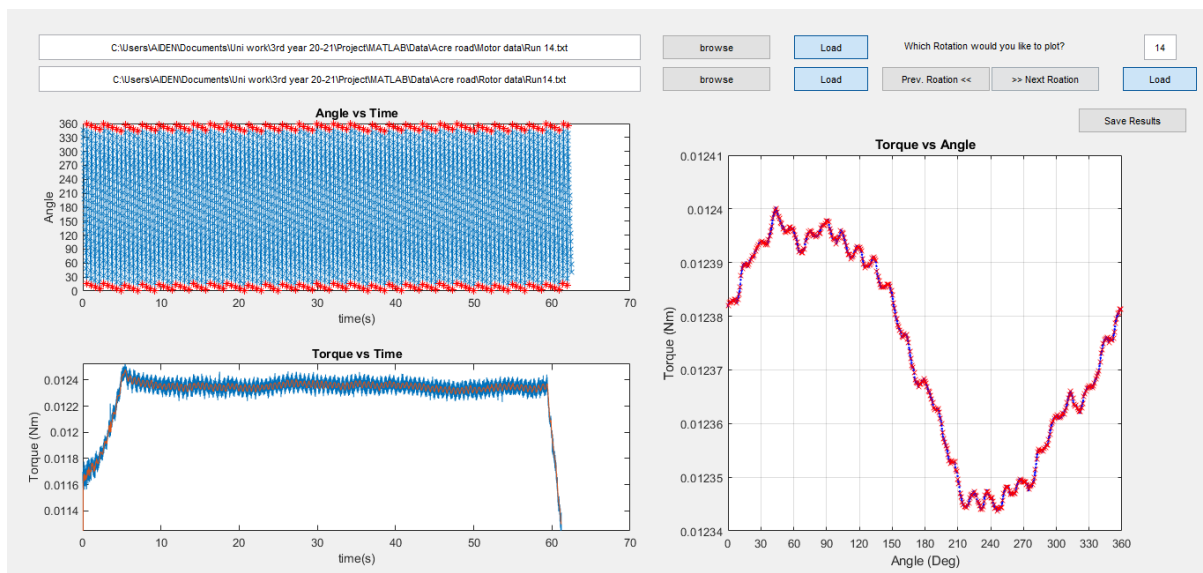 C:\Users\AIDEN\Documents\Uni work\3rd year 20-21\Project\MATLAB\Data\Acre road\Motor data\Run 14.txt browse Load Which Rotation would you like to plot? 14
C:\Users\AIDEN\Documents\Uni work\3rd year 20-21\Project\MATLAB\Data\Acre road\Rotor data\Run14.txt browse Load Prev. Roation << >> Next Roation Load
Save Results
Angle vs Time
360
330
300
270
240
210
180
150
120
90
60
30
0
Angle
0 10 20 30 40 50 60 70
time(s)
Torque vs Time
0.0124
0.0122
0.012
0.0118
0.0116
0.0114
Torque (Nm)
0 10 20 30 40 50 60 70
time(s)
Torque vs Angle
0.01241
0.0124
0.01239
0.01238
0.01237
0.01236
0.01235
0.01234
Torque (Nm)
0 30 60 90 120 150 180 210 240 270 300 330 360
Angle (Deg)